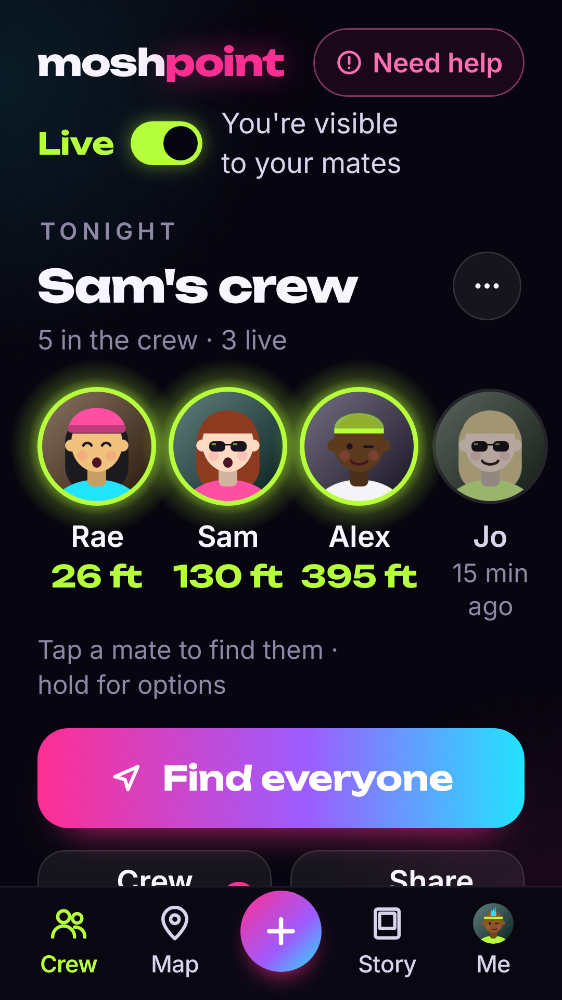 moshpoint
Need help
Live
You're visible
to your mates
TONIGHT
Sam's crew
5 in the crew · 3 live
Rae
Sam
Alex
Jo
26 ft
130 ft
395 ft
15 min
ago
Tap a mate to find them ·
hold for options
Find everyone
Crew
Share
Crew
Map
Story
Me